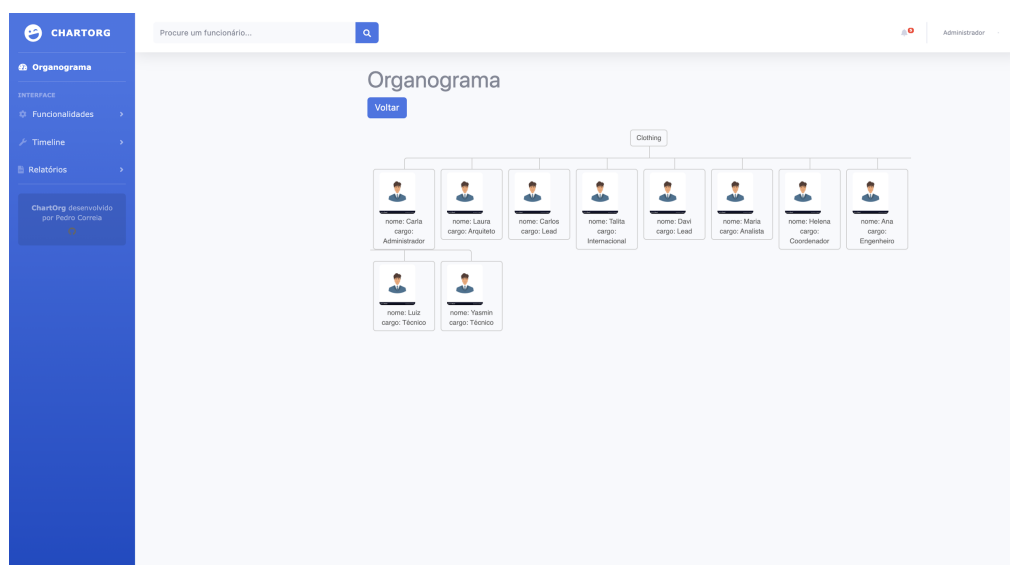 CHARTORG
Procure um funcionário...
Administrador
Organograma
INTERFACE
Funcionalidades
Timeline
Relatórios
ChartOrg desenvolvido
por Pedro Correia
Organograma
Voltar
Clothing
nome: Carla
cargo:
Administrador
nome: Laura
cargo: Arquiteto
nome: Carlos
cargo: Lead
nome: Talita
cargo:
Internacional
nome: Davi
cargo: Lead
nome: Maria
cargo: Analista
nome: Helena
cargo:
Coordenador
nome: Ana
cargo:
Engenheiro
nome: Luiz
cargo: Técnico
nome: Yasmin
cargo: Técnico